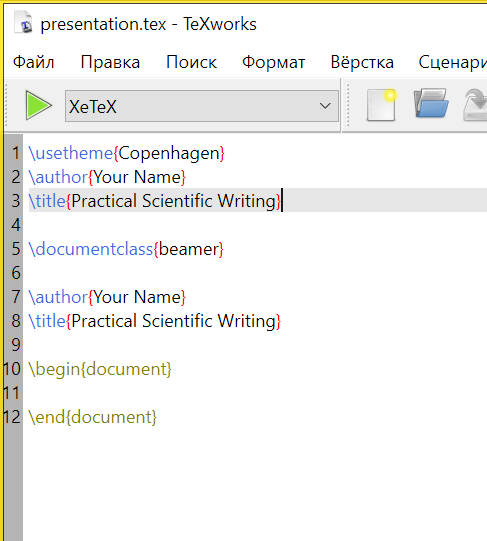 presentation.tex - TeXworks
Файл Правка Поиск Формат Вёрстка Сценари
XeTeX
1 \usetheme{Copenhagen}
2 \author{Your Name}
3 \title{Practical Scientific Writing}
4
5 \documentclass{beamer}
6
7 \author{Your Name}
8 \title{Practical Scientific Writing}
9
10 \begin{document}
11
12 \end{document}